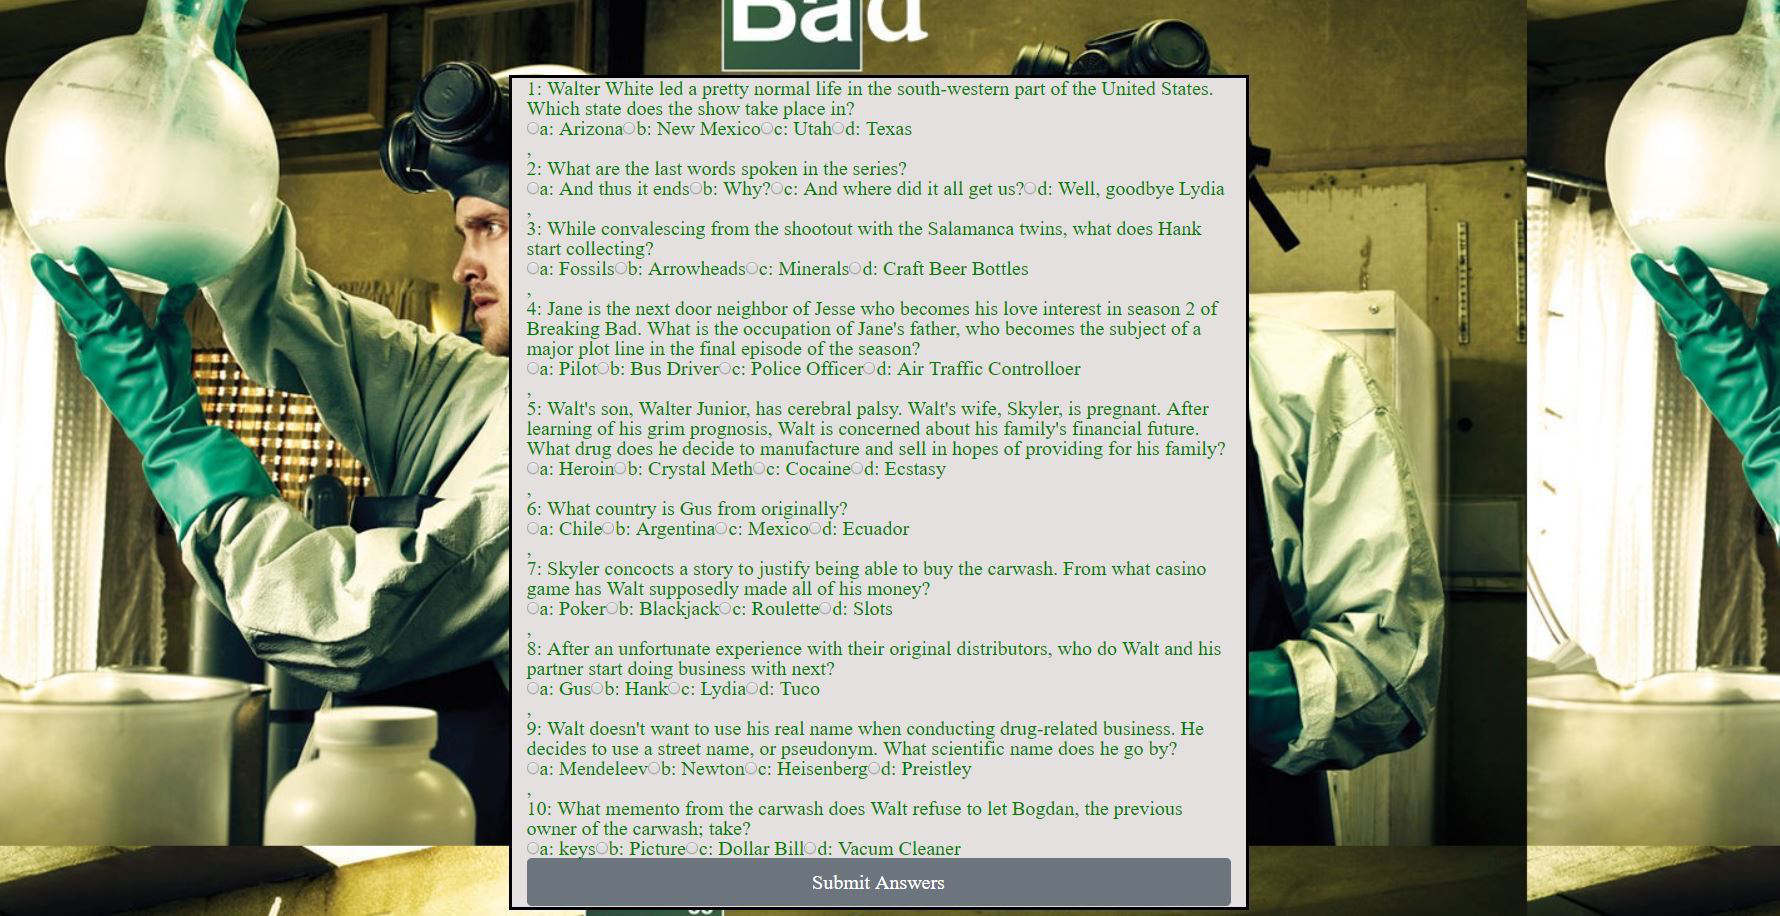 Bad
1: Walter White led a pretty normal life in the south-western part of the United States.
Which state does the show take place in?
a: Arizona b: New Mexico c: Utah d: Texas
,
2: What are the last words spoken in the series?
a: And thus it ends b: Why? c: And where did it all get us? d: Well, goodbye Lydia
,
3: While convalescing from the shootout with the Salamanca twins, what does Hank
start collecting?
a: Fossils b: Arrowheads c: Minerals d: Craft Beer Bottles
,
4: Jane is the next door neighbor of Jesse who becomes his love interest in season 2 of
Breaking Bad. What is the occupation of Jane's father, who becomes the subject of a
major plot line in the final episode of the season?
a: Pilot b: Bus Driver c: Police Officer d: Air Traffic Controlloer
,
5: Walt's son, Walter Junior, has cerebral palsy. Walt's wife, Skyler, is pregnant. After
learning of his grim prognosis, Walt is concerned about his family's financial future.
What drug does he decide to manufacture and sell in hopes of providing for his family?
a: Heroin b: Crystal Meth c: Cocaine d: Ecstasy
,
6: What country is Gus from originally?
a: Chile b: Argentina c: Mexico d: Ecuador
,
7: Skyler concocts a story to justify being able to buy the carwash. From what casino
game has Walt supposedly made all of his money?
a: Poker b: Blackjack c: Roulette d: Slots
,
8: After an unfortunate experience with their original distributors, who do Walt and his
partner start doing business with next?
a: Gus b: Hank c: Lydia d: Tuco
,
9: Walt doesn't want to use his real name when conducting drug-related business. He
decides to use a street name, or pseudonym. What scientific name does he go by?
a: Mendeleev b: Newton c: Heisenberg d: Preistley
,
10: What memento from the carwash does Walt refuse to let Bogdan, the previous
owner of the carwash; take?
a: keys b: Picture c: Dollar Bill d: Vacum Cleaner
Submit Answers